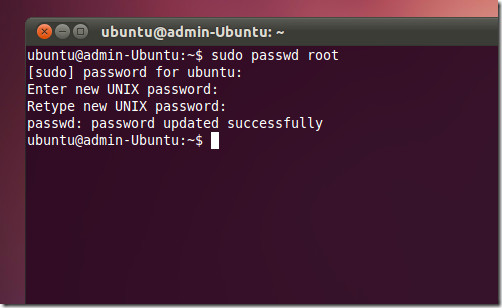 ubuntu@admin-Ubuntu: ~
ubuntu@admin-Ubuntu:~$ sudo passwd root
[sudo] password for ubuntu:
Enter new UNIX password:
Retype new UNIX password:
passwd: password updated successfully
ubuntu@admin-Ubuntu:~$